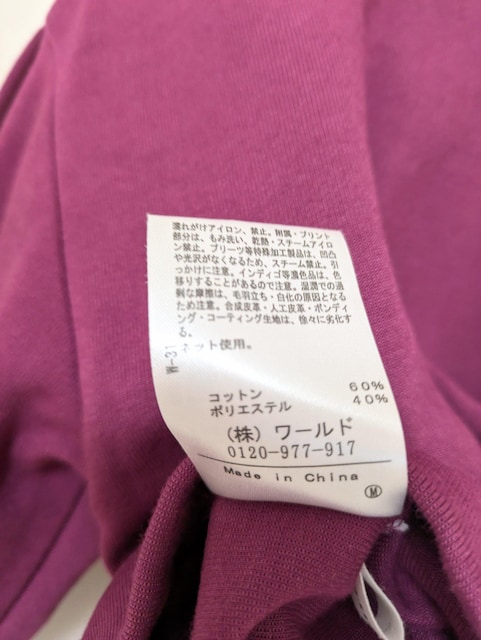 濡れがけアイロン、禁止。附属・プリント
部分は、もみ洗い、乾熱・スチームアイロ
ン禁止。プリーツ等特殊加工製品は、凹凸
や光沢がなくなるため、スチーム禁止。引
っかけに注意。インディゴ等濃色品は、色
移りすることがあるので注意。湿潤での過
剰な摩擦は、毛羽立ち・白化の原因となる
ため注意。合成皮革・人工皮革・ボンディ
ング・コーティング生地は、徐々に劣化す
る。
ネット使用。
W-31
コットン 60%
ポリエステル 40%
(株) ワールド
0120-977-917
Made in China
M